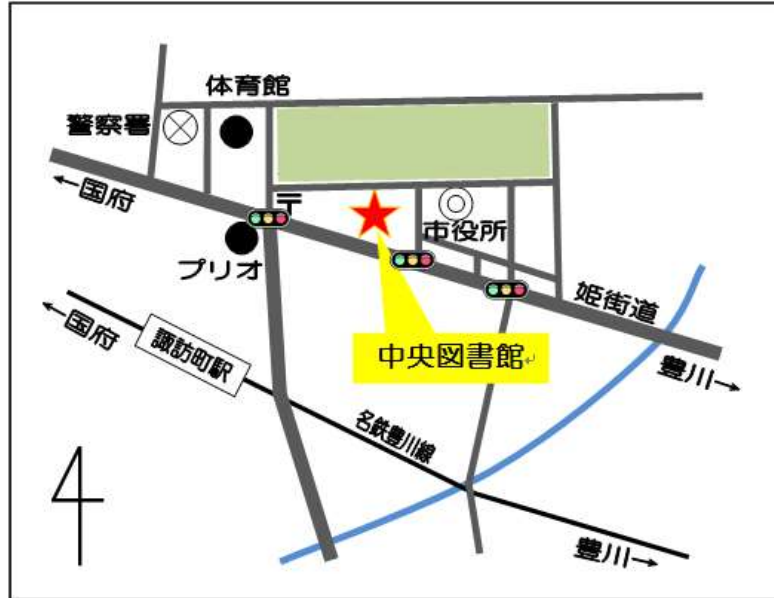 体育館
警察署
←国府
〒
市役所
プリオ
姫街道
←国府
諏訪町駅
中央図書館↵
豊川→
名鉄豊川線
豊川→